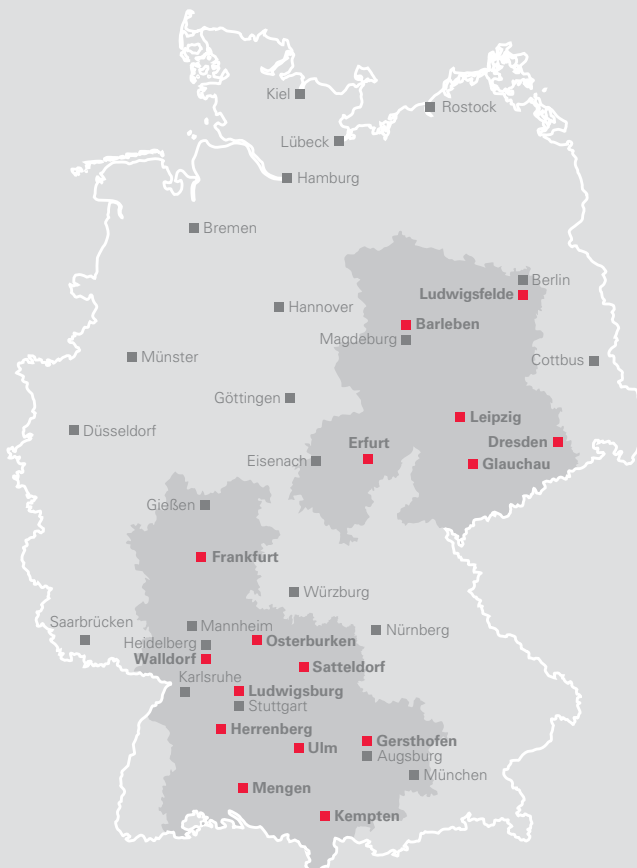 Kiel
Rostock
Lübeck
Hamburg
Bremen
Berlin
Ludwigsfelde
Hannover
Barleben
Magdeburg
Münster
Cottbus
Göttingen
Leipzig
Düsseldorf
Erfurt
Dresden
Eisenach
Glauchau
Gießen
Frankfurt
Würzburg
Saarbrücken
Mannheim
Nürnberg
Heidelberg
Osterburken
Walldorf
Satteldorf
Karlsruhe
Ludwigsburg
Stuttgart
Herrenberg
Gersthofen
Ulm
Augsburg
München
Mengen
Kempten